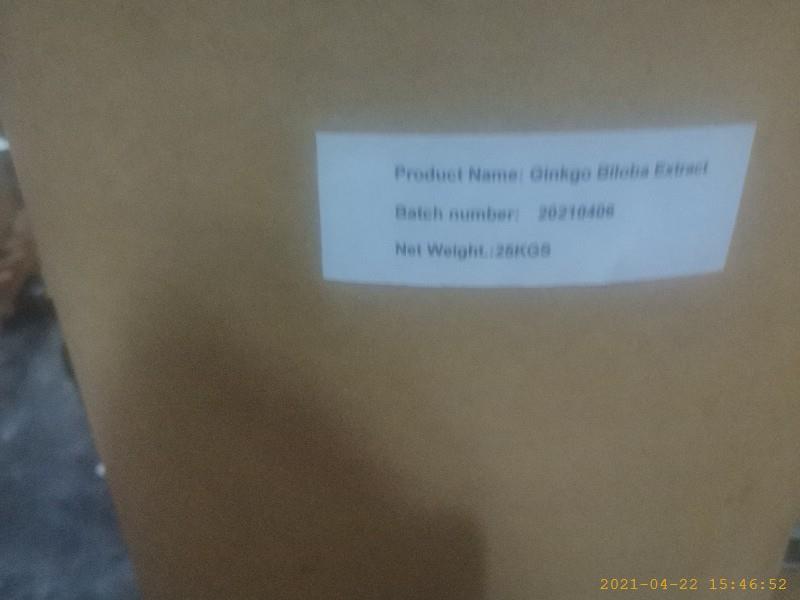 Product Name: Ginkgo Biloba Extract
Batch number: 20210406
Net Weight.:25KGS
2021-04-22 15:46:52